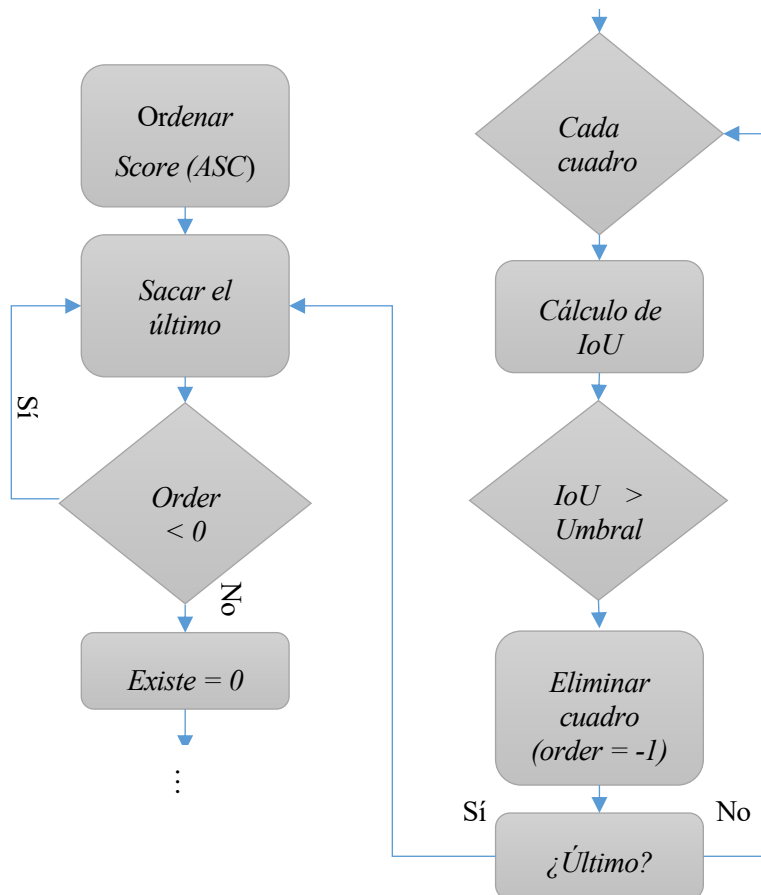 Ordenar
Score (ASC)
Sacar el
último
Sí
Order
< 0
No
Existe = 0
...
Cada
cuadro
Cálculo de
IoU
IoU >
Umbral
Eliminar
cuadro
(order = -1)
Sí
No
¿Último?